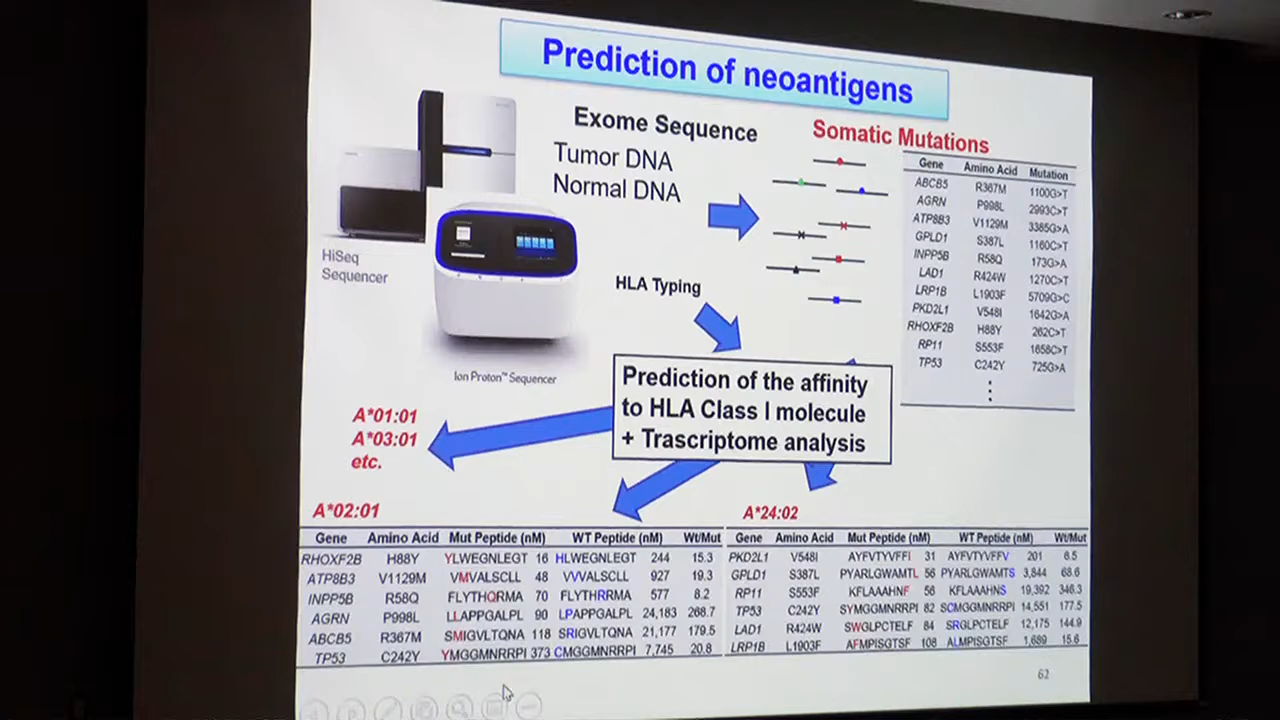 Prediction of neoantigens
Exome Sequence
Tumor DNA
Normal DNA
Somatic Mutations
HiSeq
Sequencer
Ion Proton™ Sequencer
HLA Typing
Gene Amino Acid Mutation
ABCB5 R367M 1100G>T
AGRN P998L 2993C>T
ATP8B3 V1129M 3385G>A
GPLD1 S387L 1160C>T
INPP5B R58Q 173G>A
LAD1 R424W 1270C>T
LRP1B L1903F 5709G>C
PKD2L1 V548I 1642G>A
RHOXF2B H88Y 262C>T
RP11 S553F 1658C>T
TP53 C242Y 725G>A
Prediction of the affinity
to HLA Class I molecule
+ Trascriptome analysis
A*01:01
A*03:01
etc.
A*02:01
Gene Amino Acid Mut Peptide (nM) WT Peptide (nM) Wt/Mut
RHOXF2B H88Y YLWEGNLEGT 16 HLWEGNLEGT 244 15.3
ATP8B3 V1129M VMVALSCLL 48 VVVALSCLL 927 19.3
INPP5B R58Q FLYTHQRMA 70 FLYTHRRMA 577 8.2
AGRN P998L LLAPPGALPL 90 LPAPPGALPL 24,183 268.7
ABCB5 R367M SMIGVLTQNA 118 SRIGVLTQNA 21,177 179.5
TP53 C242Y YMGGMNRRPI 373 CMGGMNRRPI 7,745 20.8
A*24:02
Gene Amino Acid Mut Peptide (nM) WT Peptide (nM) Wt/Mut
PKD2L1 V548I AYFVTYVFFI 31 AYFVTYVFFV 201 6.5
GPLD1 S387L PYARLGWAMTL 56 PYARLGWAMTS 3,844 68.6
RP11 S553F KFLAAHNF 56 KFLAAHNS 19,392 346.3
TP53 C242Y SYMGGMNRRPI 82 SCMGGMNRRPI 14,551 177.5
LAD1 R424W SWGLPCTELF 84 SRGLPCTELF 12,175 144.9
LRP1B L1903F AFMPISGTSF 108 ALMPISGTSF 1,689 15.6
62